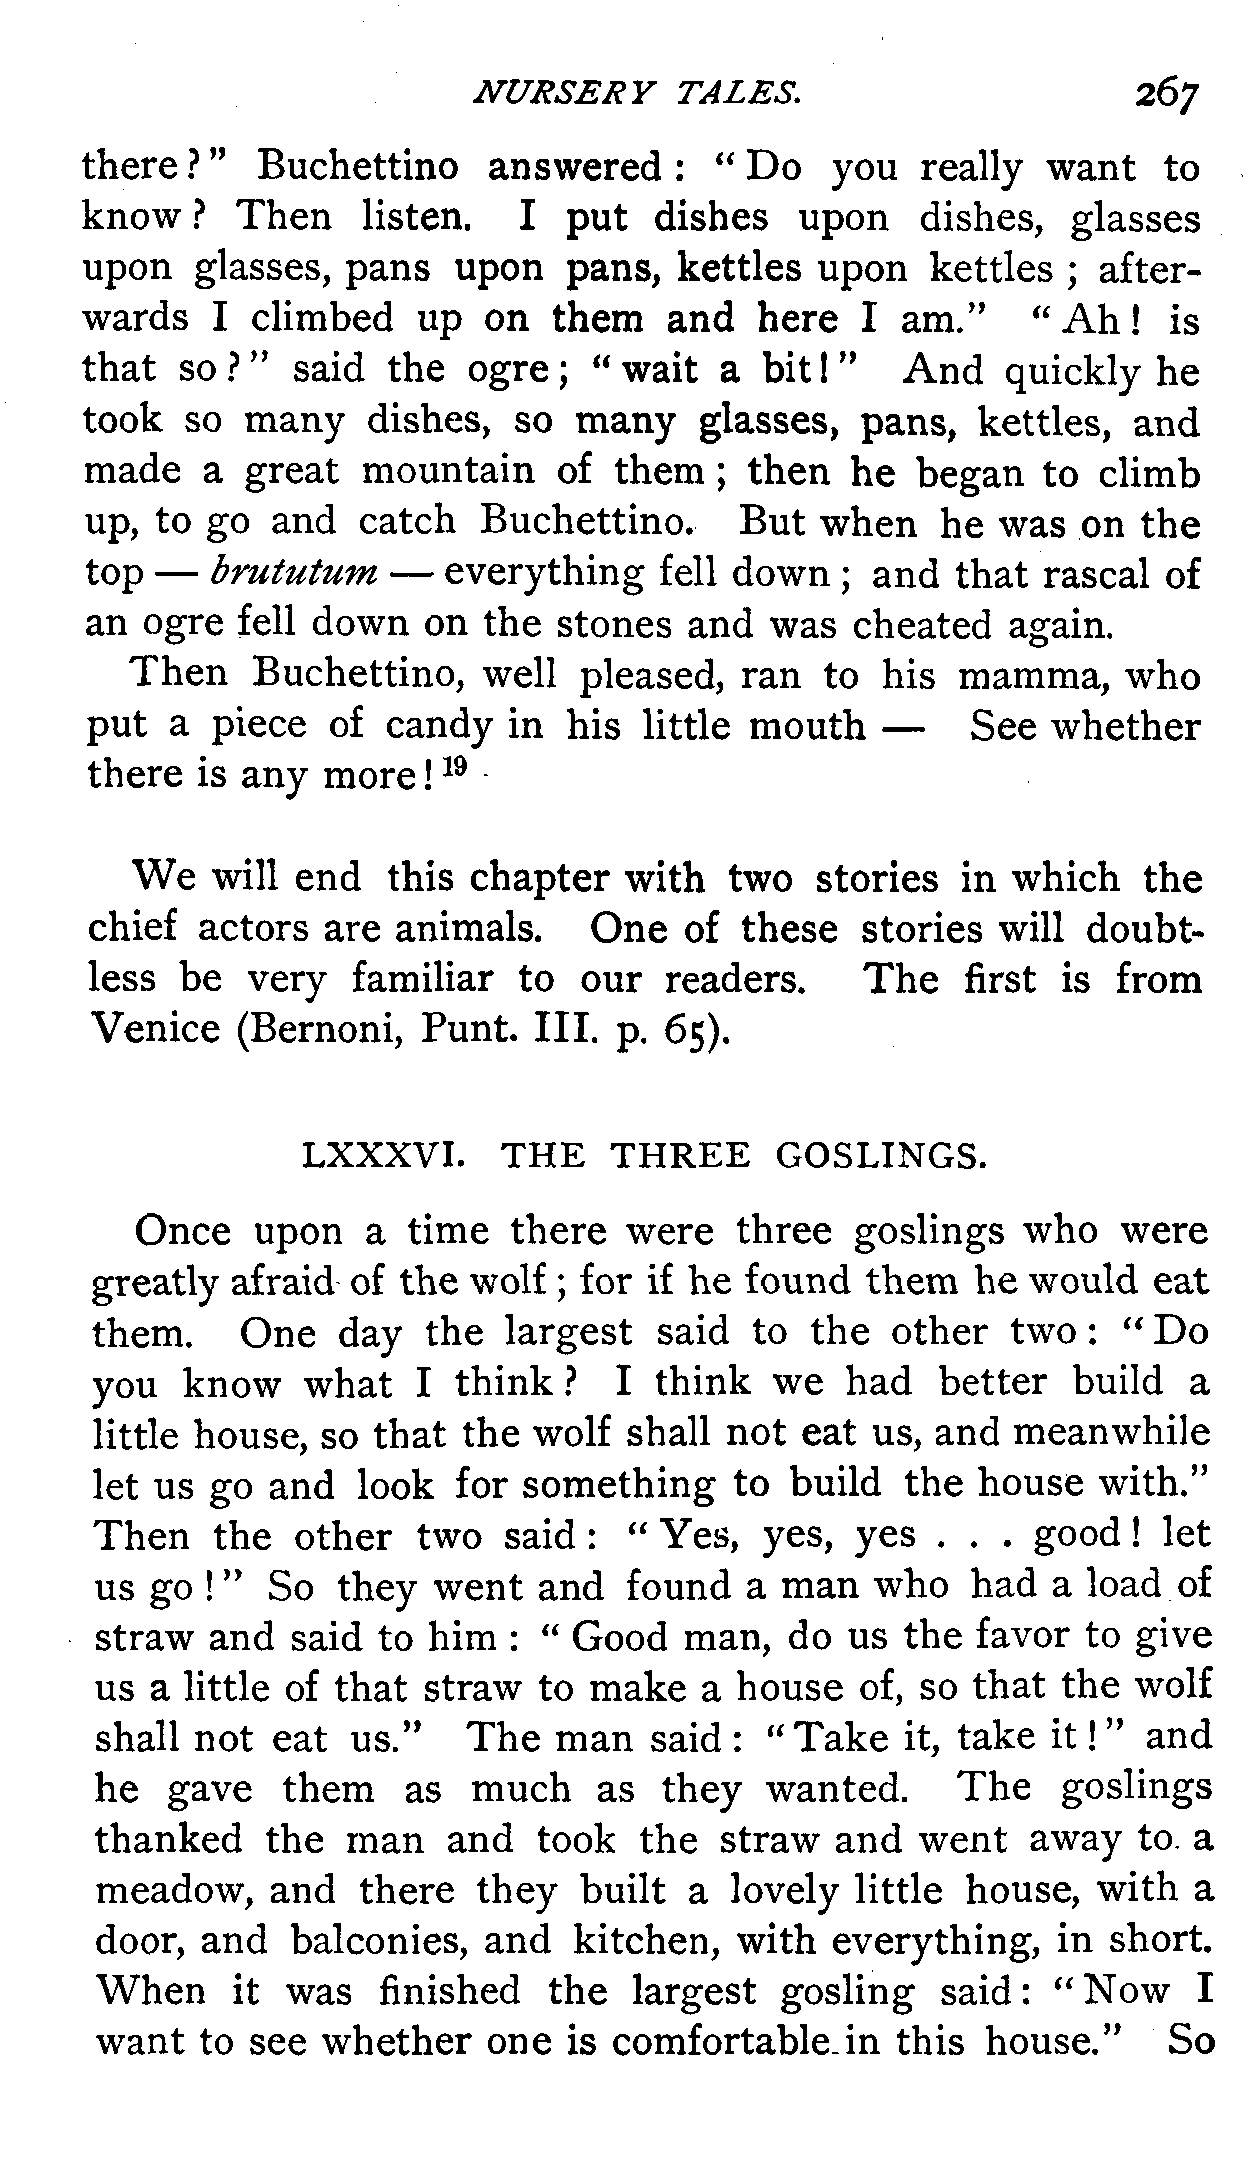 NURSERY TALES. 267
there?" Buchettino answered: "Do you really want to
know? Then listen. I put dishes upon dishes, glasses
upon glasses, pans upon pans, kettles upon kettles; after-
wards I climbed up on them and here I am." "Ah! is
that so?" said the ogre; "wait a bit!" And quickly he
took so many dishes, so many glasses, pans, kettles, and
made a great mountain of them; then he began to climb
up, to go and catch Buchettino. But when he was on the
top — brututum — everything fell down; and that rascal of
an ogre fell down on the stones and was cheated again.
Then Buchettino, well pleased, ran to his mamma, who
put a piece of candy in his little mouth — See whether
there is any more!¹⁹
We will end this chapter with two stories in which the
chief actors are animals. One of these stories will doubt-
less be very familiar to our readers. The first is from
Venice (Bernoni, Punt. III. p. 65).
LXXXVI. THE THREE GOSLINGS.
Once upon a time there were three goslings who were
greatly afraid of the wolf; for if he found them he would eat
them. One day the largest said to the other two: "Do
you know what I think? I think we had better build a
little house, so that the wolf shall not eat us, and meanwhile
let us go and look for something to build the house with."
Then the other two said: "Yes, yes, yes . . . good! let
us go!" So they went and found a man who had a load of
straw and said to him: "Good man, do us the favor to give
us a little of that straw to make a house of, so that the wolf
shall not eat us." The man said: "Take it, take it!" and
he gave them as much as they wanted. The goslings
thanked the man and took the straw and went away to a
meadow, and there they built a lovely little house, with a
door, and balconies, and kitchen, with everything, in short.
When it was finished the largest gosling said: "Now I
want to see whether one is comfortable in this house." So